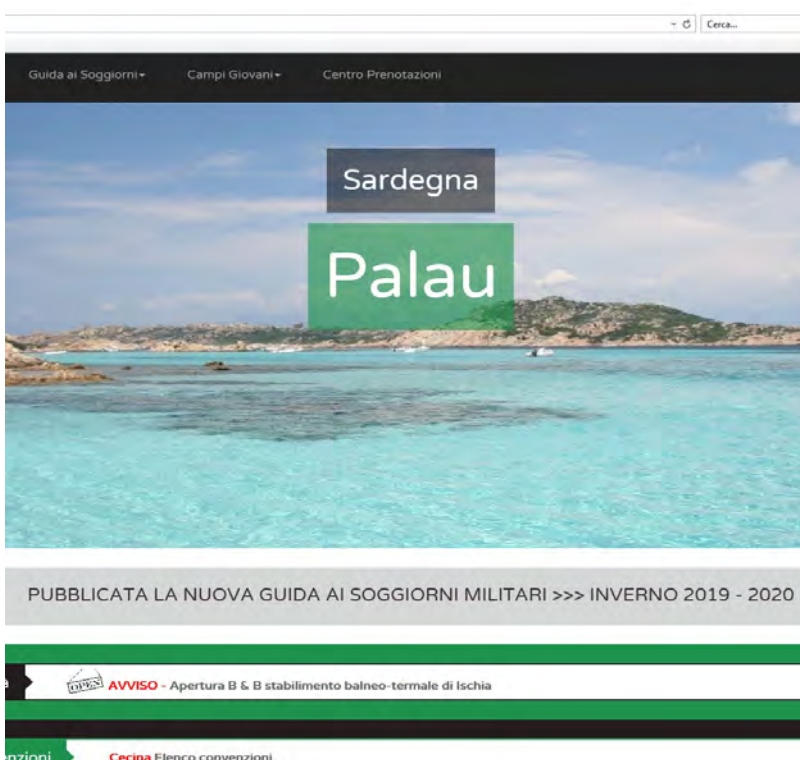 Cerca...
Guida ai Soggiorni Campi Giovani Centro Prenotazioni
Sardegna
Palau
PUBBLICATA LA NUOVA GUIDA AI SOGGIORNI MILITARI >>> INVERNO 2019 - 2020
OPEN AVVISO - Apertura B & B stabilimento balneo-termale di Ischia
Cecina Elenco convenzioni